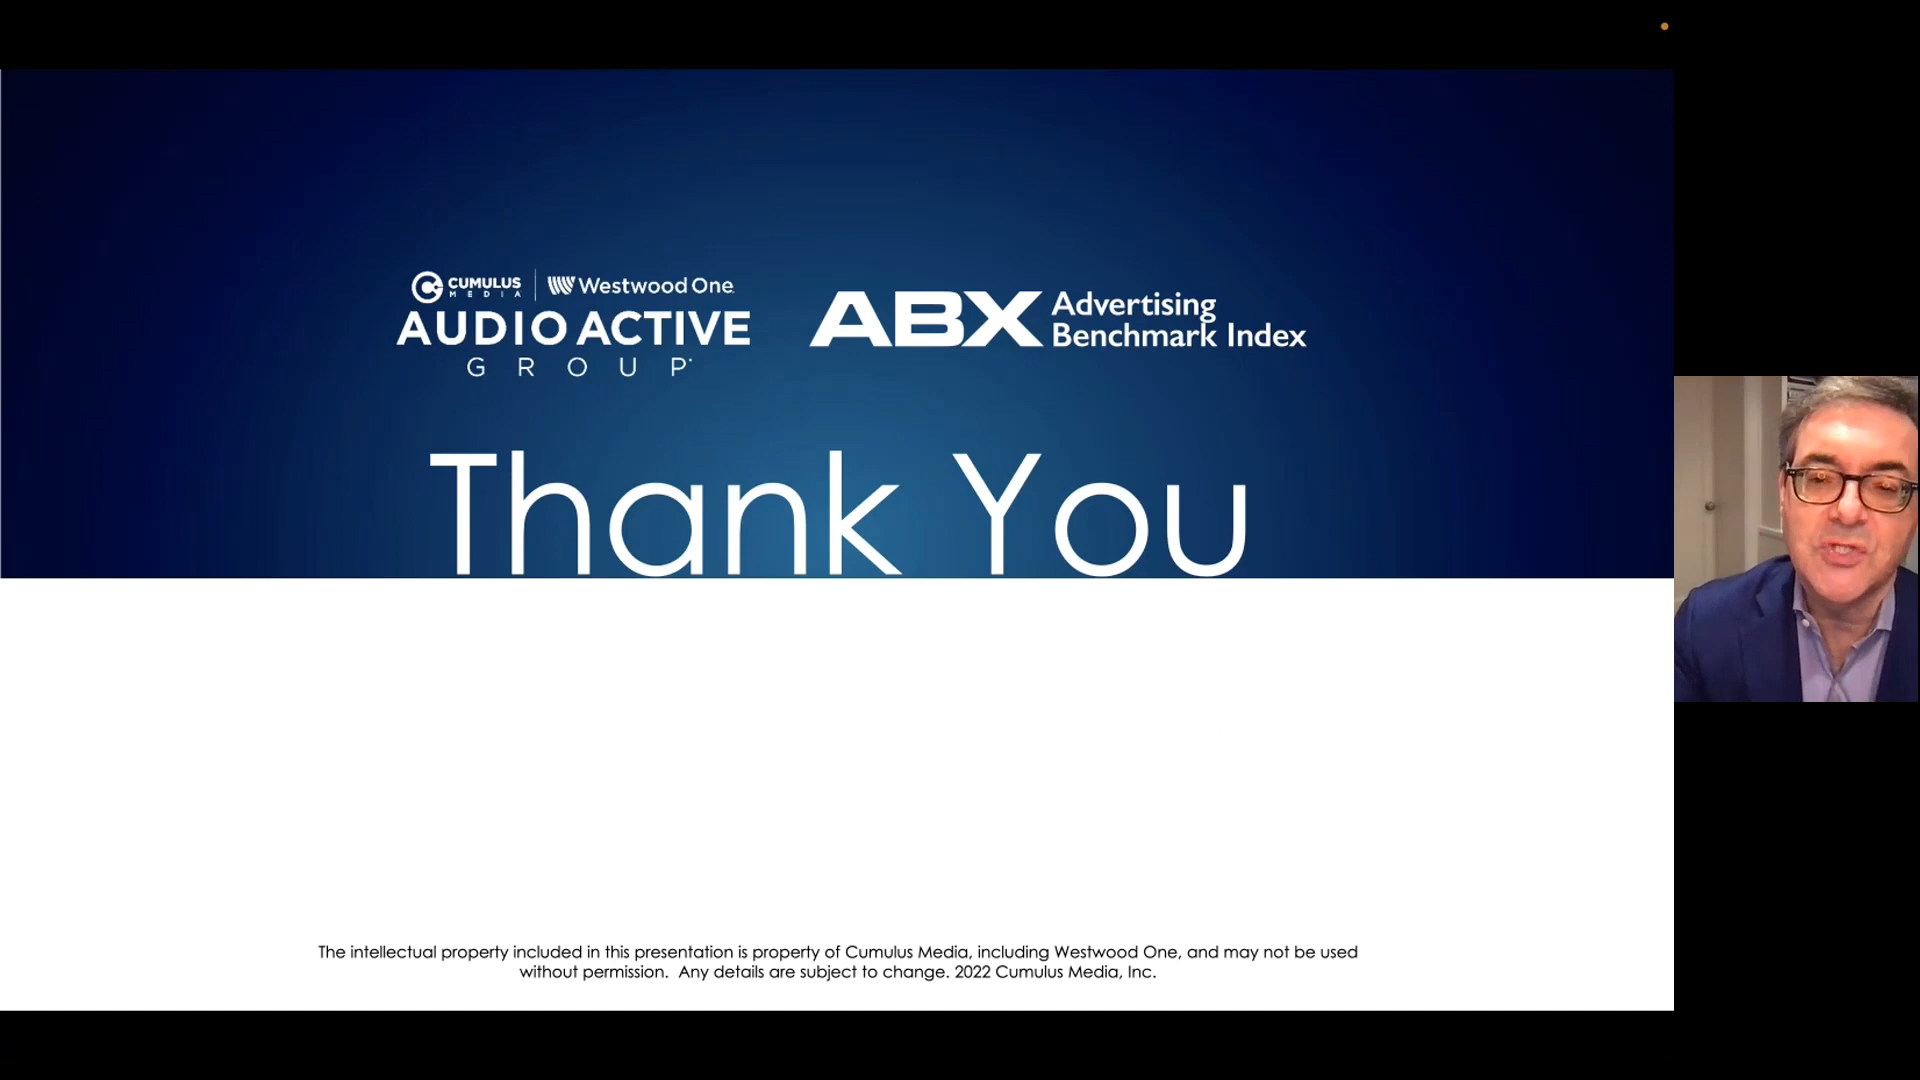 CUMULUS MEDIA | Westwood One
AUDIO ACTIVE
GROUP
ABX Advertising
Benchmark Index
Thank You
The intellectual property included in this presentation is property of Cumulus Media, including Westwood One, and may not be used
without permission.  Any details are subject to change. 2022 Cumulus Media, Inc.